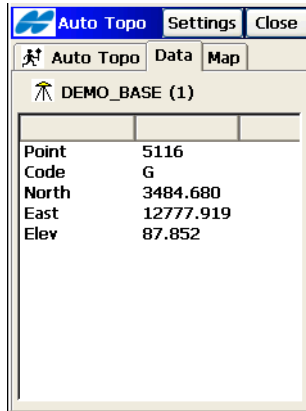 Auto Topo Settings Close
Auto Topo Data Map
DEMO_BASE (1)
Point 5116
Code G
North 3484.680
East 12777.919
Elev 87.852